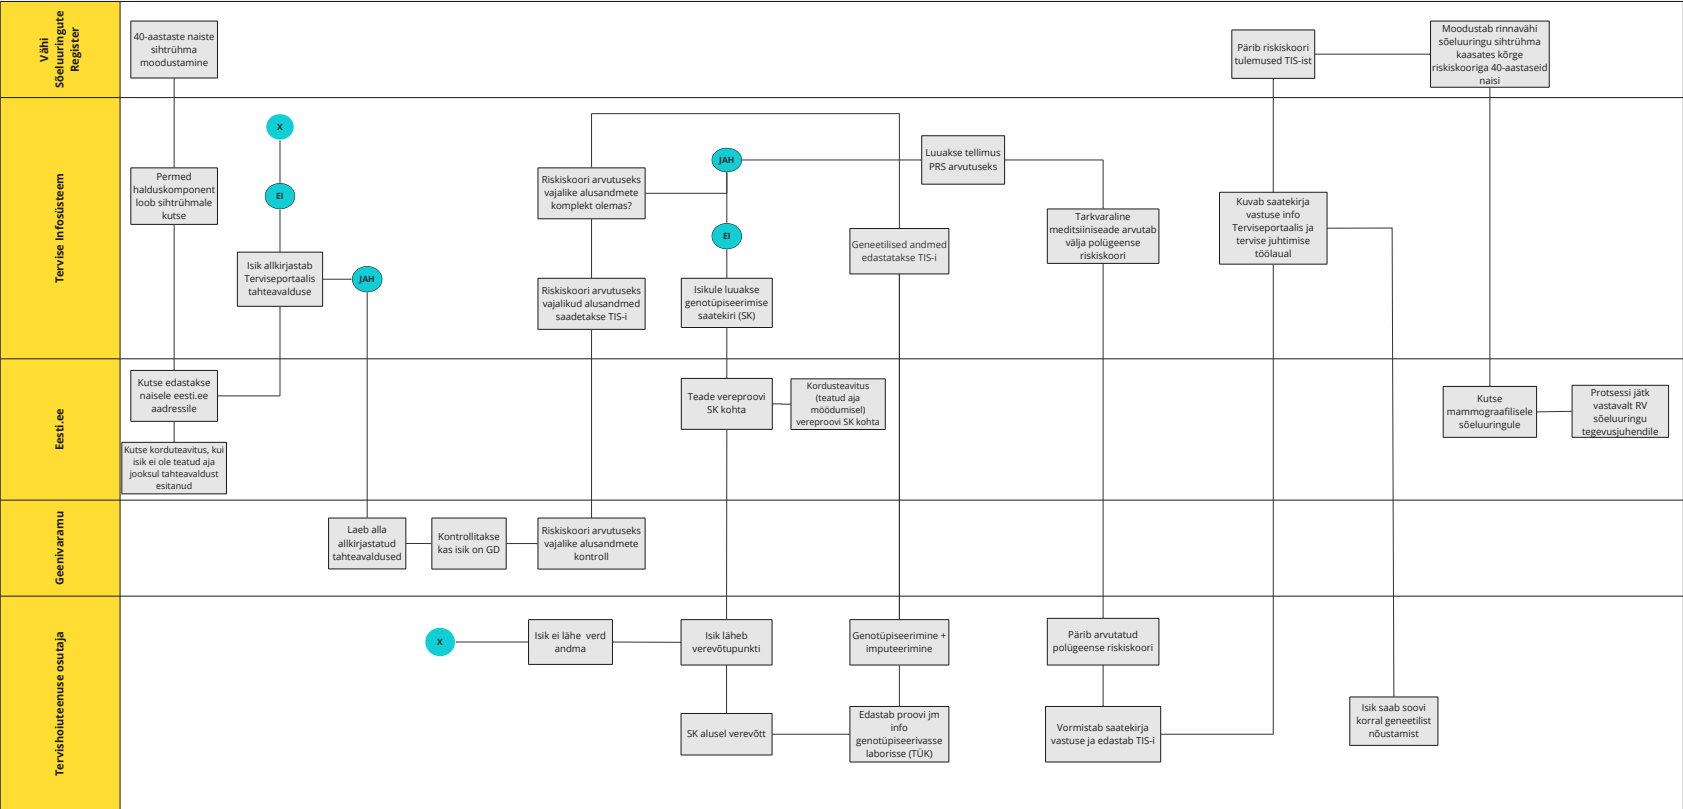 Vähi
Sõeluuringute
Register
40-aastaste naiste
sihtrühma
moodustamine
Pärib riskiskoori
tulemused TIS-ist
Moodustab rinnavähi
sõeluuringu sihtrühma
kaasates kõrge
riskiskooriga 40-aastaseid
naisi
Tervise Infosüsteem
Permed
halduskomponent
loob sihtrühmale
kutse
X
EI
Isik allkirjastab
Terviseportaalis
tahteavalduse
JAH
Riskiskoori arvutuseks
vajalike alusandmete
komplekt olemas?
Riskiskoori arvutuseks
vajalikud alusandmed
saadetakse TIS-i
JAH
EI
Isikule luuakse
genotüpiseerimise
saatekiri (SK)
Luuakse tellimus
PRS arvutuseks
Geneetilised andmed
edastatakse TIS-i
Tarkvaraline
meditsiiniseade arvutab
välja polügeense
riskiskoori
Kuvab saatekirja
vastuse info
Terviseportaalis ja
tervise juhtimise
töölaual
Eesti.ee
Kutse edastakse
naisele eesti.ee
aadressile
Kutse korduteavitus, kui
isik ei ole teatud aja
jooksul tahteavaldust
esitanud
Teade vereproovi
SK kohta
Kordusteavitus
(teatud aja
möödumisel)
vereproovi SK kohta
Kutse
mammograafilisele
sõeluuringule
Protsessi jätk
vastavalt RV
sõeluuringu
tegevusjuhendile
Geenivaramu
Laeb alla
allkirjastatud
tahteavaldused
Kontrollitakse
kas isik on GD
Riskiskoori arvutuseks
vajalike alusandmete
kontroll
Tervishoiuteenuse osutaja
X
Isik ei lähe verd
andma
Isik läheb
verevõtupunkti
SK alusel verevõtt
Genotüpiseerimine +
imputeerimine
Edastab proovi jm
info
genotüpiseerivasse
laborisse (TÜK)
Pärib arvutatud
polügeense riskiskoori
Vormistab saatekirja
vastuse ja edastab TIS-i
Isik saab soovi
korral geneetilist
nõustamist